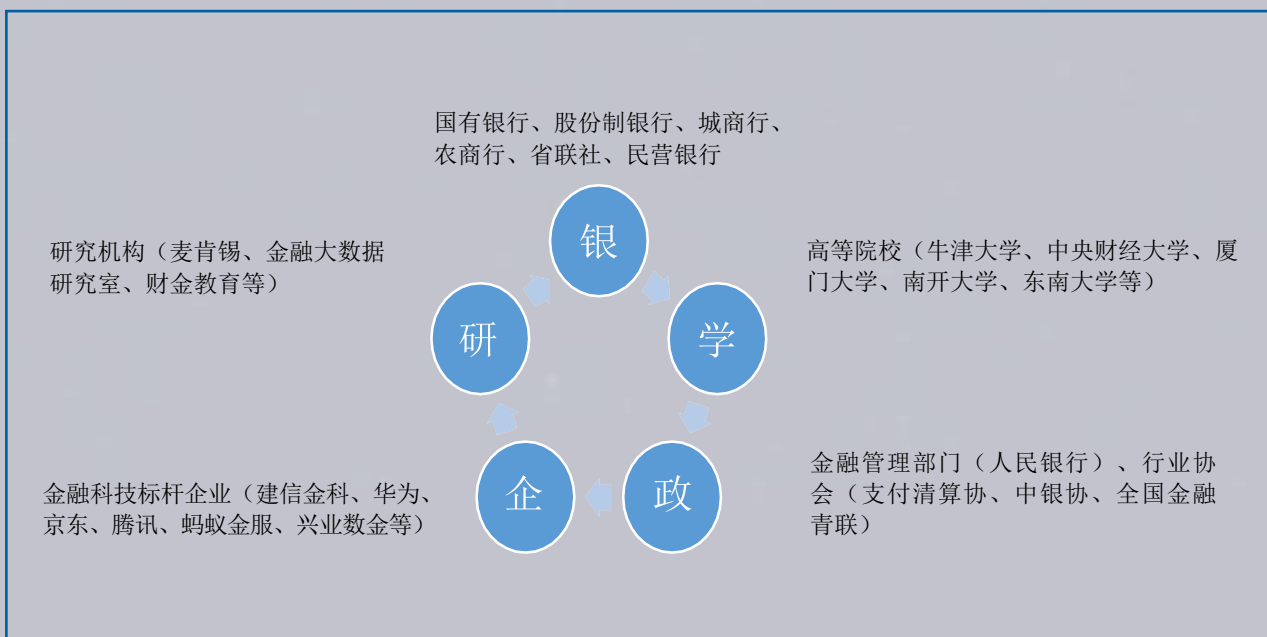 国有银行、股份制银行、城商行、
农商行、省联社、民营银行
银
研究机构（麦肯锡、金融大数据
研究室、财金教育等）
研
高等院校（牛津大学、中央财经大学、厦
门大学、南开大学、东南大学等）
学
金融科技标杆企业（建信金科、华为、
京东、腾讯、蚂蚁金服、兴业数金等）
企
政
金融管理部门（人民银行）、行业协
会（支付清算协、中银协、全国金融
青联）